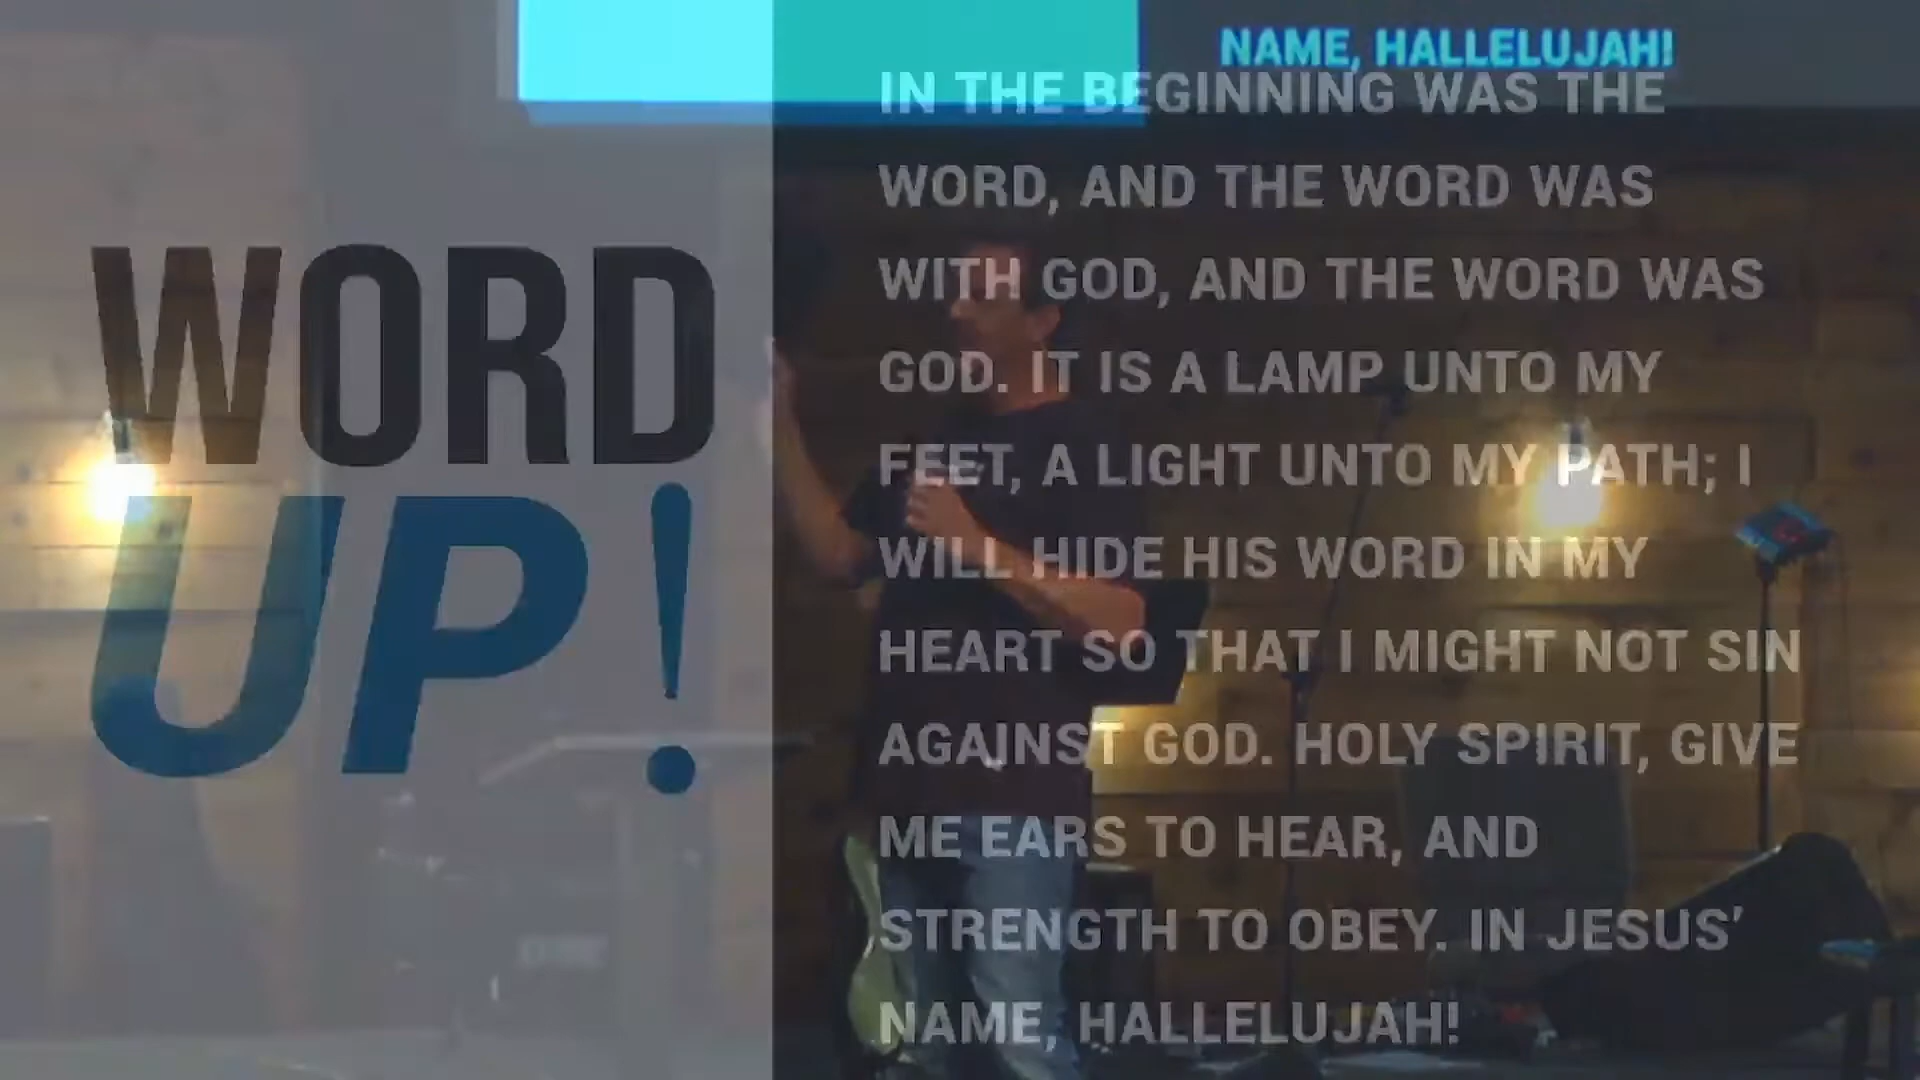 NAME, HALLELUJAH!
WORD
UP!
IN THE BEGINNING WAS THE
WORD, AND THE WORD WAS
WITH GOD, AND THE WORD WAS
GOD. IT IS A LAMP UNTO MY
FEET, A LIGHT UNTO MY PATH; I
WILL HIDE HIS WORD IN MY
HEART SO THAT I MIGHT NOT SIN
AGAINST GOD. HOLY SPIRIT, GIVE
ME EARS TO HEAR, AND
STRENGTH TO OBEY. IN JESUS’
NAME, HALLELUJAH!